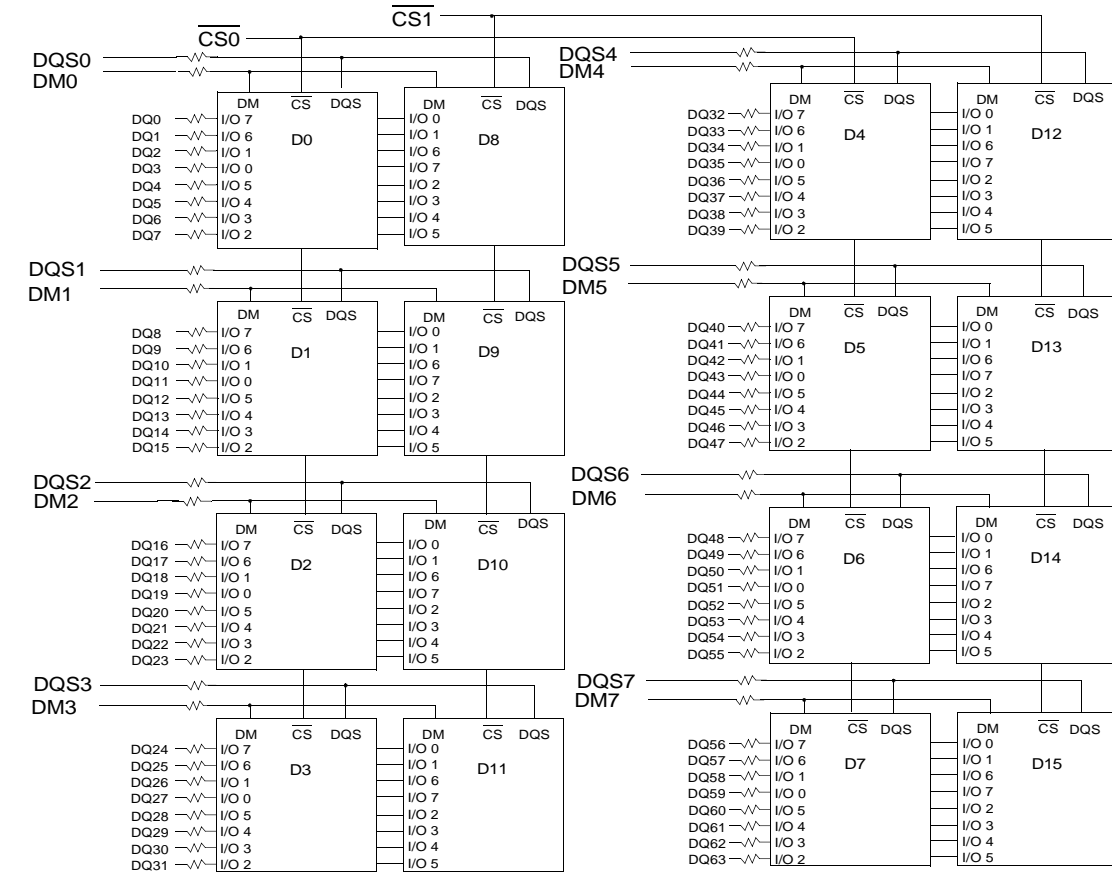 CS1
CS0
DQS0
DM0
DM CS DQS
D0
DQ0 I/O 7
DQ1 I/O 6
DQ2 I/O 1
DQ3 I/O 0
DQ4 I/O 5
DQ5 I/O 4
DQ6 I/O 3
DQ7 I/O 2
DM CS DQS
D8
I/O 0
I/O 1
I/O 6
I/O 7
I/O 2
I/O 3
I/O 4
I/O 5
DQS1
DM1
DM CS DQS
D1
DQ8 I/O 7
DQ9 I/O 6
DQ10 I/O 1
DQ11 I/O 0
DQ12 I/O 5
DQ13 I/O 4
DQ14 I/O 3
DQ15 I/O 2
DM CS DQS
D9
I/O 0
I/O 1
I/O 6
I/O 7
I/O 2
I/O 3
I/O 4
I/O 5
DQS2
DM2
DM CS DQS
D2
DQ16 I/O 7
DQ17 I/O 6
DQ18 I/O 1
DQ19 I/O 0
DQ20 I/O 5
DQ21 I/O 4
DQ22 I/O 3
DQ23 I/O 2
DM CS DQS
D10
I/O 0
I/O 1
I/O 6
I/O 7
I/O 2
I/O 3
I/O 4
I/O 5
DQS3
DM3
DM CS DQS
D3
DQ24 I/O 7
DQ25 I/O 6
DQ26 I/O 1
DQ27 I/O 0
DQ28 I/O 5
DQ29 I/O 4
DQ30 I/O 3
DQ31 I/O 2
DM CS DQS
D11
I/O 0
I/O 1
I/O 6
I/O 7
I/O 2
I/O 3
I/O 4
I/O 5
DQS4
DM4
DM CS DQS
D4
DQ32 I/O 7
DQ33 I/O 6
DQ34 I/O 1
DQ35 I/O 0
DQ36 I/O 5
DQ37 I/O 4
DQ38 I/O 3
DQ39 I/O 2
DM CS DQS
D12
I/O 0
I/O 1
I/O 6
I/O 7
I/O 2
I/O 3
I/O 4
I/O 5
DQS5
DM5
DM CS DQS
D5
DQ40 I/O 7
DQ41 I/O 6
DQ42 I/O 1
DQ43 I/O 0
DQ44 I/O 5
DQ45 I/O 4
DQ46 I/O 3
DQ47 I/O 2
DM CS DQS
D13
I/O 0
I/O 1
I/O 6
I/O 7
I/O 2
I/O 3
I/O 4
I/O 5
DQS6
DM6
DM CS DQS
D6
DQ48 I/O 7
DQ49 I/O 6
DQ50 I/O 1
DQ51 I/O 0
DQ52 I/O 5
DQ53 I/O 4
DQ54 I/O 3
DQ55 I/O 2
DM CS DQS
D14
I/O 0
I/O 1
I/O 6
I/O 7
I/O 2
I/O 3
I/O 4
I/O 5
DQS7
DM7
DM CS DQS
D7
DQ56 I/O 7
DQ57 I/O 6
DQ58 I/O 1
DQ59 I/O 0
DQ60 I/O 5
DQ61 I/O 4
DQ62 I/O 3
DQ63 I/O 2
DM CS DQS
D15
I/O 0
I/O 1
I/O 6
I/O 7
I/O 2
I/O 3
I/O 4
I/O 5